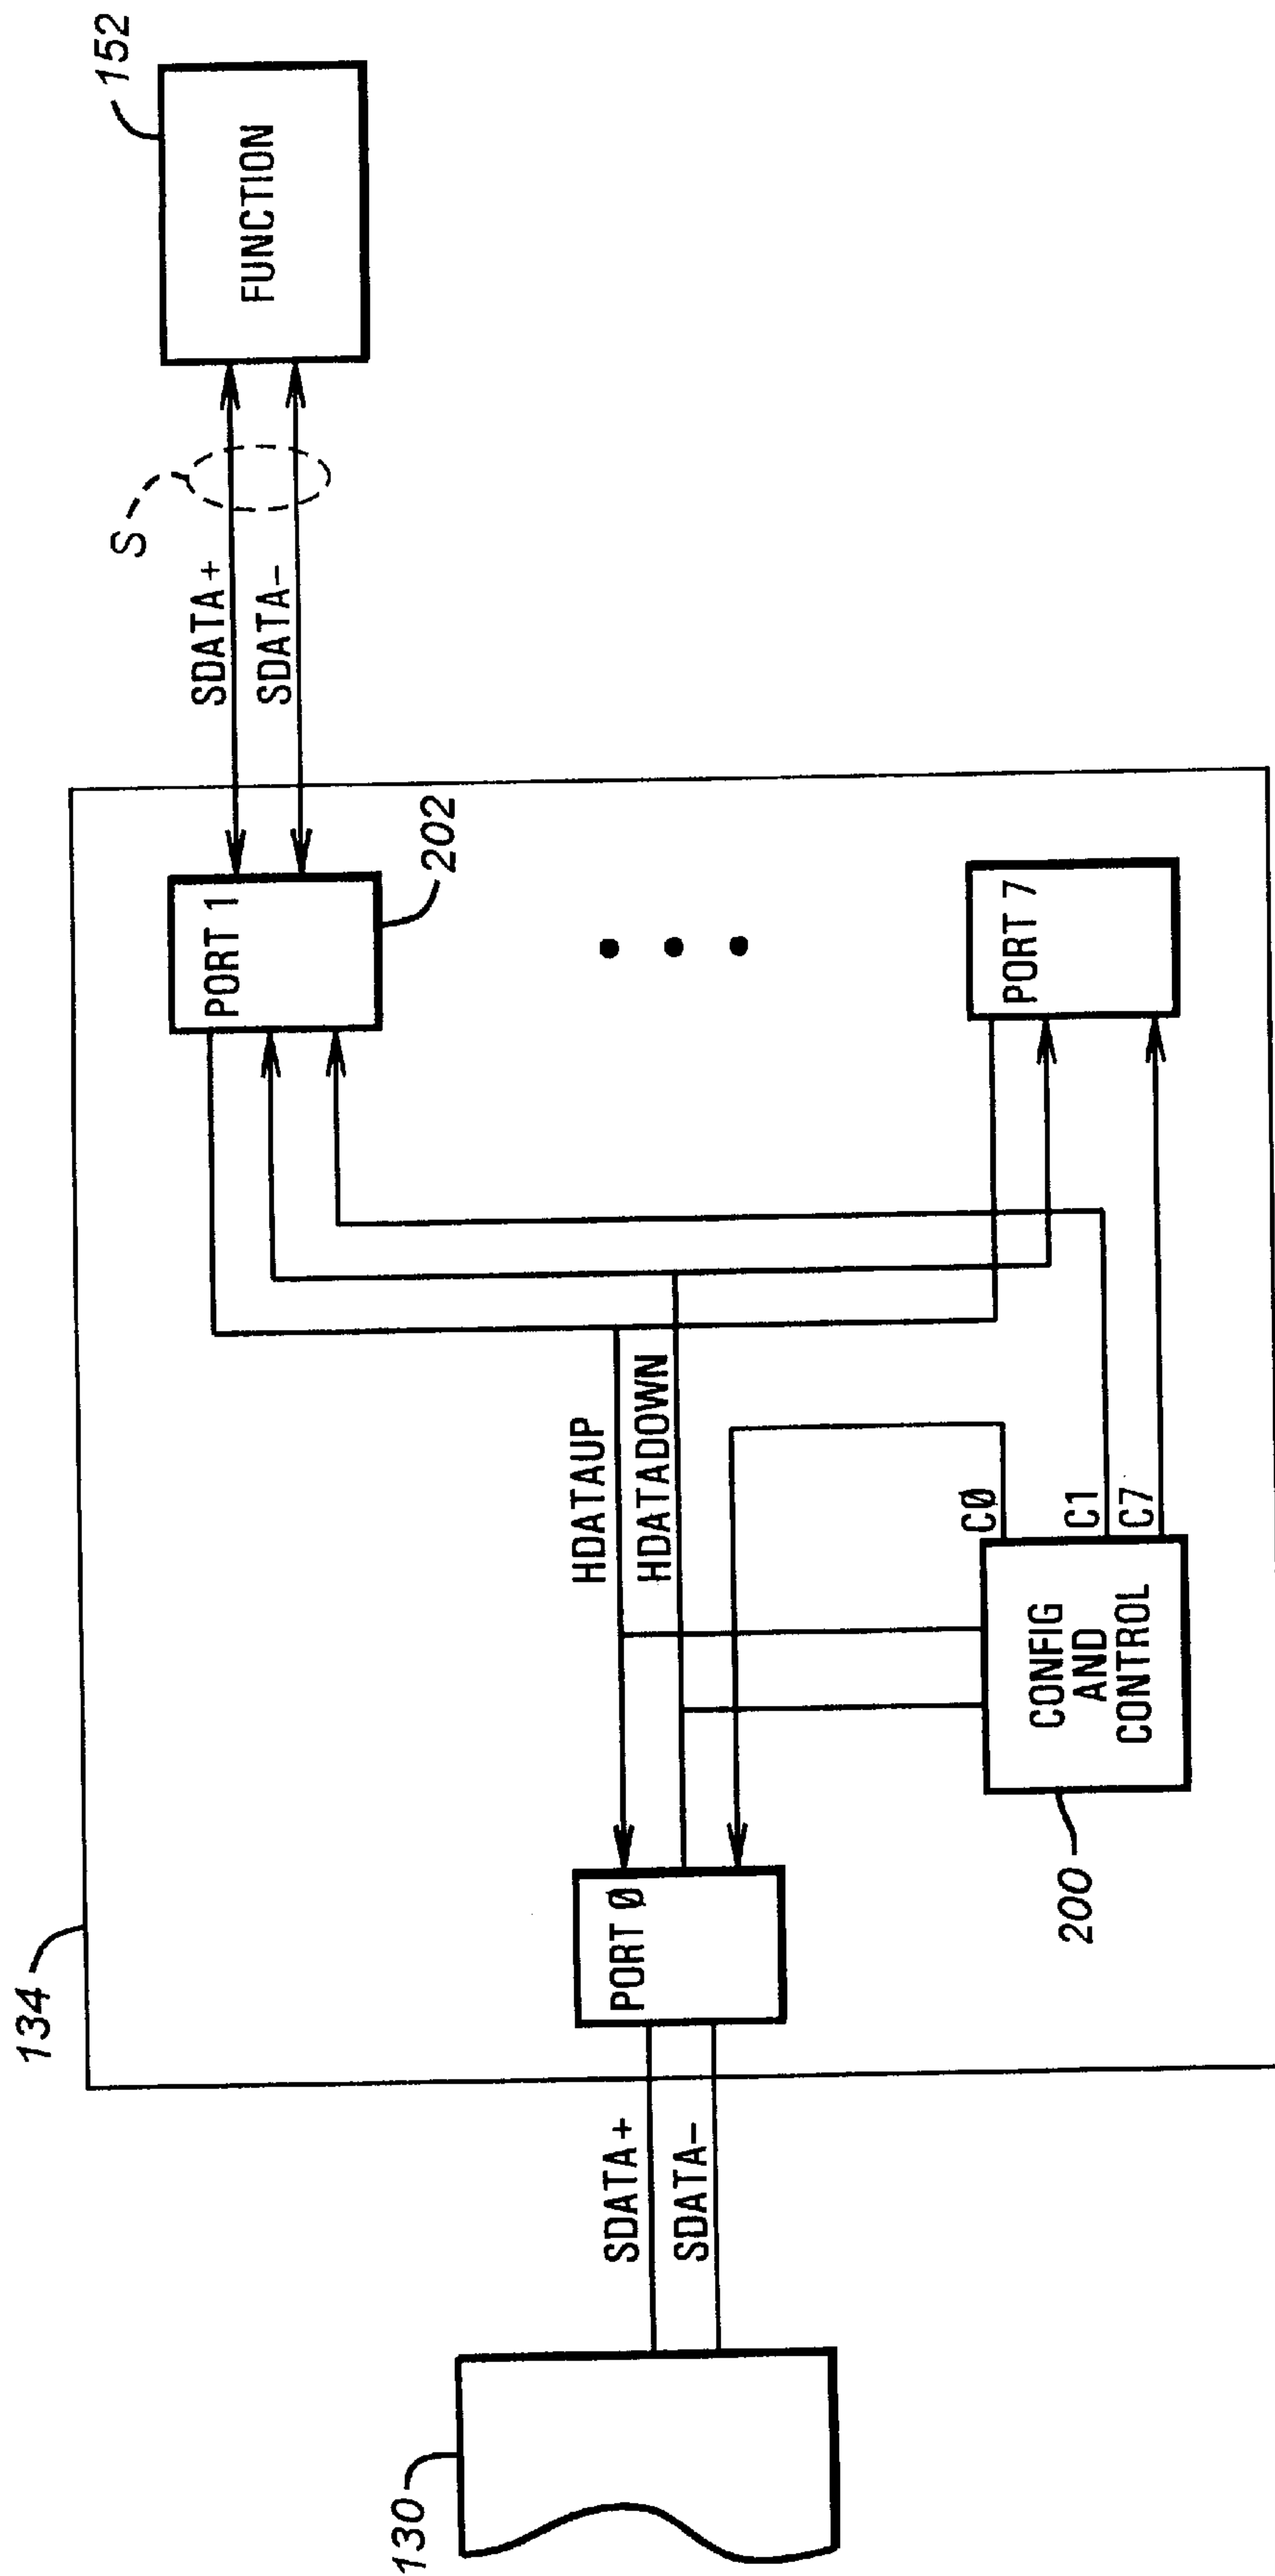 134
152
FUNCTION
S
SDATA+
SDATA-
PORT 1
202
PORT 7
HDATAUP
HDATADOWN
CØ
C1
C7
CONFIG
AND
CONTROL
200
PORT Ø
SDATA+
SDATA-
130